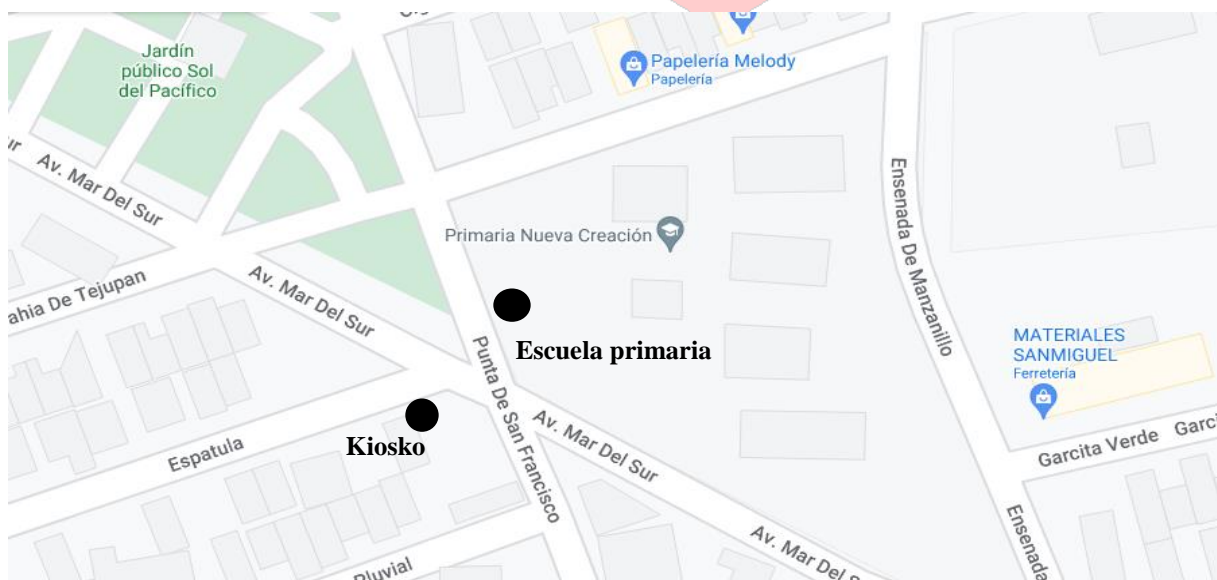 Jardín
público Sol
del Pacífico
Papelería Melody
Papelería
Av. Mar Del Sur
Ensenada De Manzanillo
Primaria Nueva Creación
ahia De Tejupan
Av. Mar Del Sur
Escuela primaria
Punta De San Francisco
MATERIALES
SANMIGUEL
Ferretería
Kiosko
Espatula
Av. Mar Del Sur
Garcita Verde
Garci
Av. Mar Del S
Ensenada
Pluvial